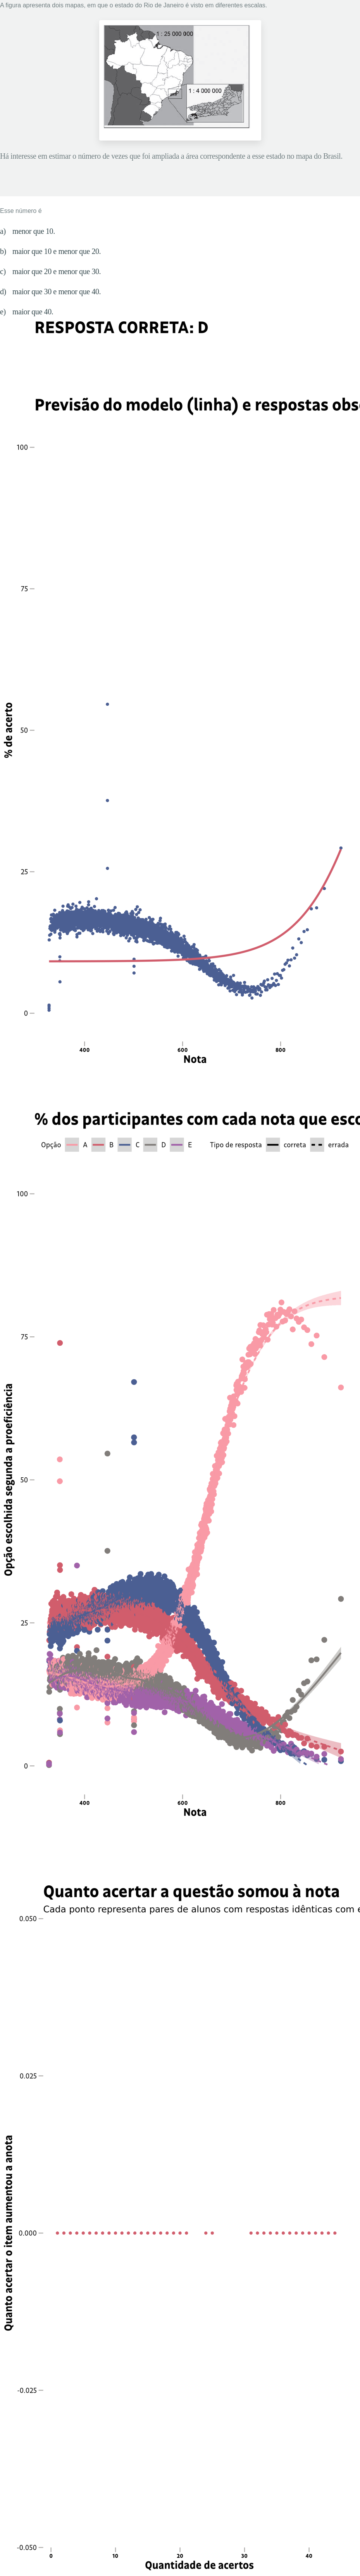 A figura apresenta dois mapas, em que o estado do Rio de Janeiro é visto em diferentes escalas.
1 : 25 000 000
1 : 4 000 000
Há interesse em estimar o número de vezes que foi ampliada a área correspondente a esse estado no mapa do Brasil.
Esse número é
a) menor que 10.
b) maior que 10 e menor que 20.
c) maior que 20 e menor que 30.
d) maior que 30 e menor que 40.
e) maior que 40.
RESPOSTA CORRETA: D
Previsão do modelo (linha) e respostas obs
100
75
50
25
0
% de acerto
400 600 800
Nota
% dos participantes com cada nota que esco
Opção A B C D E Tipo de resposta correta errada
100
75
50
25
0
Opção escolhida segunda a proeficiência
400 600 800
Nota
Quanto acertar a questão somou à nota
Cada ponto representa pares de alunos com respostas idênticas com e
0.050
0.025
0.000
-0.025
-0.050
Quanto acertar o item aumentou a anota
0 10 20 30 40
Quantidade de acertos